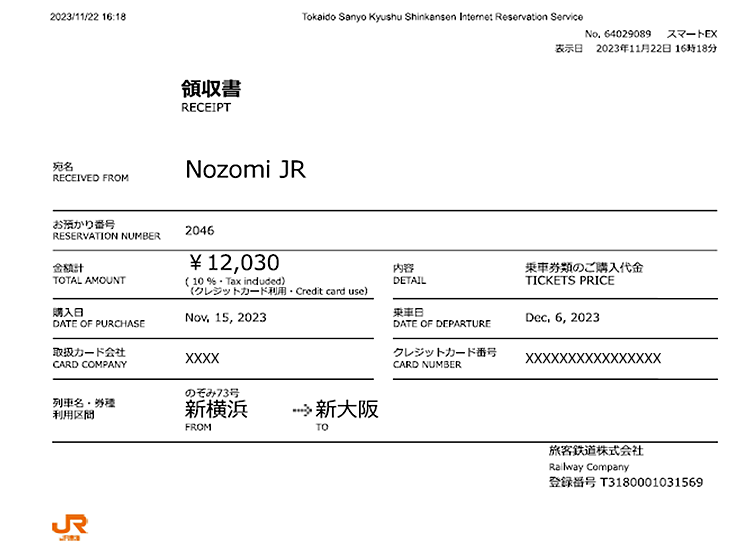 2023/11/22 16:18 Tokaido Sanyo Kyushu Shinkansen Internet Reservation Service
No. 64029089 スマートEX
表示日 2023年11月22日 16時18分
領収書
RECEIPT
宛名
RECEIVED FROM
Nozomi JR
お預かり番号
RESERVATION NUMBER
2046
金額計
TOTAL AMOUNT
￥12,030
( 10 %・Tax included)
（クレジットカード利用・Credit card use)
内容
DETAIL
乗車券類のご購入代金
TICKETS PRICE
購入日
DATE OF PURCHASE
Nov, 15, 2023
乗車日
DATE OF DEPARTURE
Dec, 6, 2023
取扱カード会社
CARD COMPANY
XXXX
クレジットカード番号
CARD NUMBER
XXXXXXXXXXXXXXXX
列車名・券種
利用区間
のぞみ73号
新横浜 ⇢ 新大阪
FROM TO
旅客鉄道株式会社
Railway Company
登録番号 T3180001031569
JR
JR東海